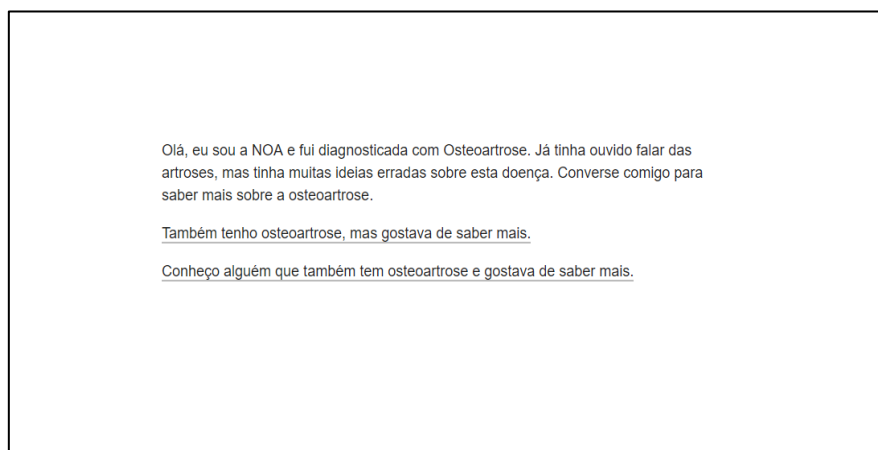 Olá, eu sou a NOA e fui diagnosticada com Osteoartrose. Já tinha ouvido falar das
artroses, mas tinha muitas ideias erradas sobre esta doença. Converse comigo para
saber mais sobre a osteoartrose.
Também tenho osteoartrose, mas gostava de saber mais.
Conheço alguém que também tem osteoartrose e gostava de saber mais.